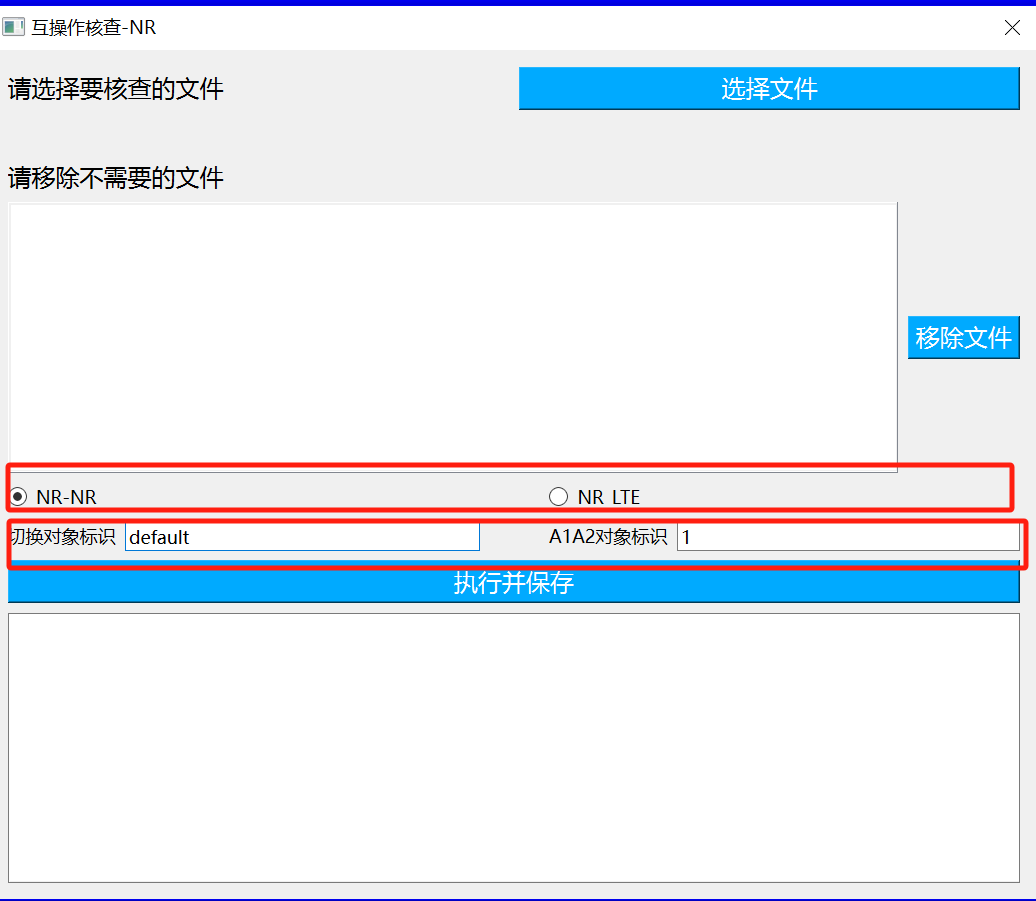 互操作核查-NR
请选择要核查的文件 选择文件
请移除不需要的文件
移除文件
NR-NR NR LTE
切换对象标识 default A1A2对象标识 1
执行并保存